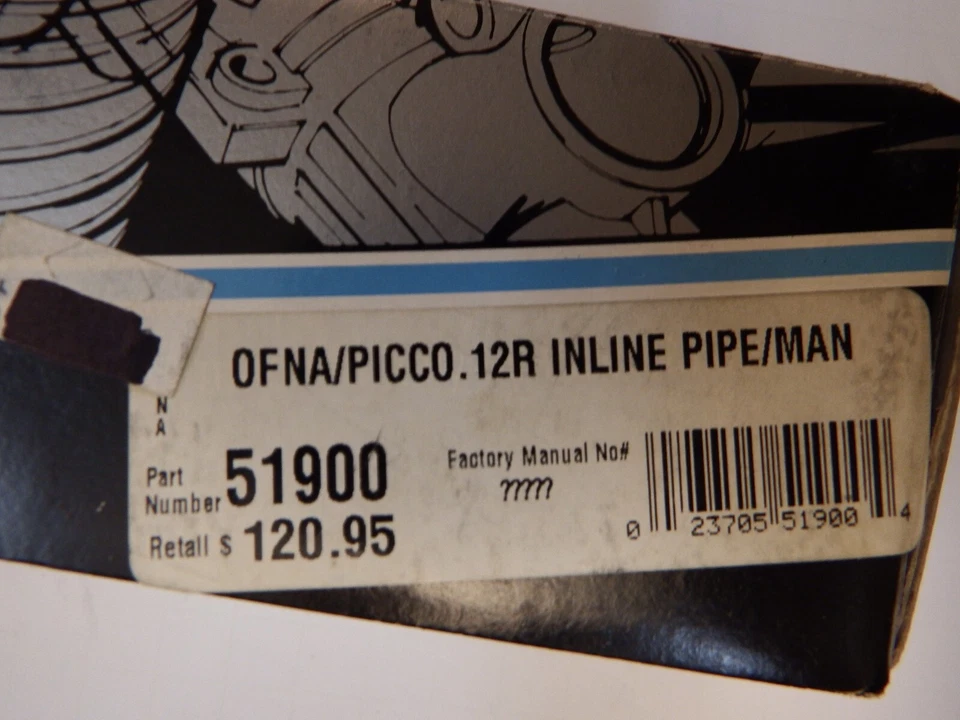 OFNA/PICCO.12R INLINE PIPE/MAN
N
A
Part
Number 51900
Retail $ 120.95
Factory Manual No#
?????
0 23705 51900 4